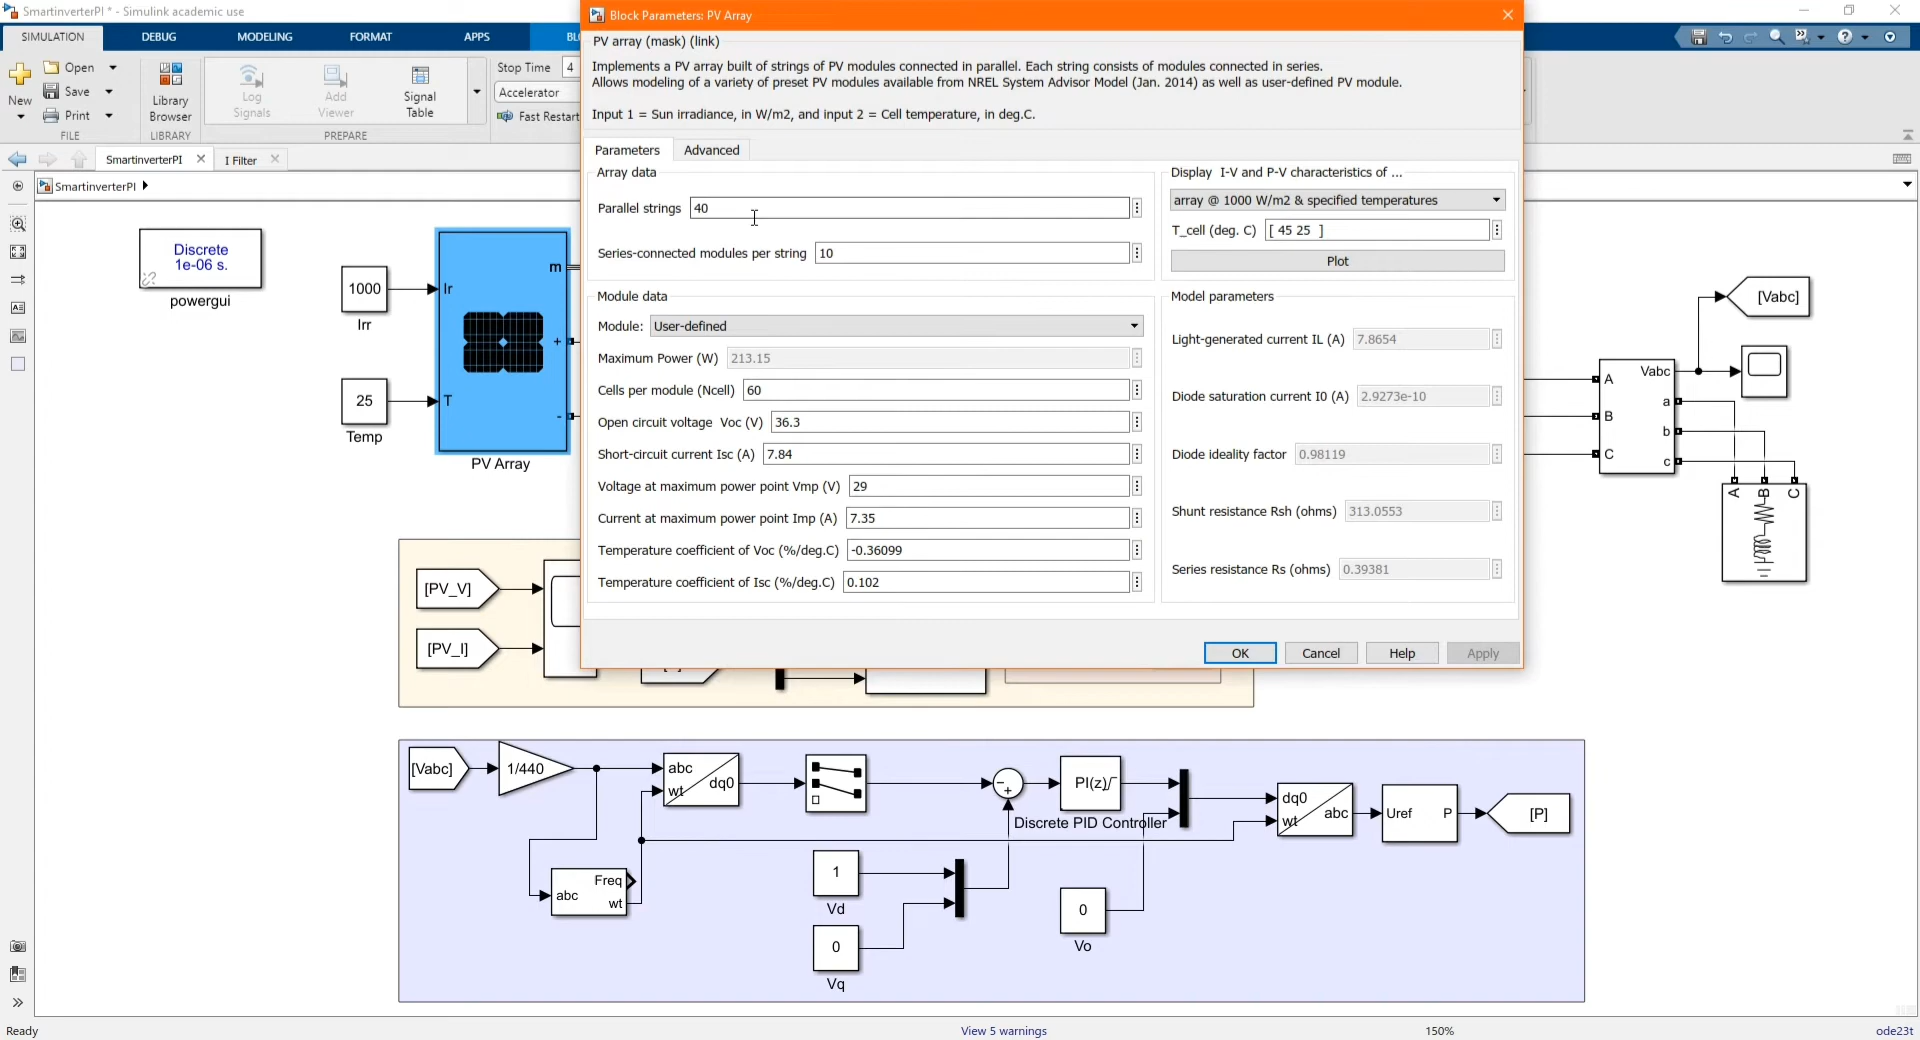 SmartinverterPI * - Simulink academic use
SIMULATION
DEBUG
MODELING
FORMAT
APPS
New
Open
Save
Print
FILE
Library
Browser
LIBRARY
Log
Signals
Add
Viewer
Signal
Table
PREPARE
Stop Time 4
Accelerator
Fast Restart
SmartinverterPI
I Filter
SmartinverterPI
Block Parameters: PV Array
PV array (mask) (link)
Implements a PV array built of strings of PV modules connected in parallel. Each string consists of modules connected in series.
Allows modeling of a variety of preset PV modules available from NREL System Advisor Model (Jan. 2014) as well as user-defined PV module.
Input 1 = Sun irradiance, in W/m2, and input 2 = Cell temperature, in deg.C.
Parameters
Advanced
Array data
Parallel strings 40
Series-connected modules per string 10
Display I-V and P-V characteristics of ...
array @ 1000 W/m2 & specified temperatures
T_cell (deg. C) [ 45 25 ]
Plot
Module data
Module: User-defined
Maximum Power (W) 213.15
Cells per module (Ncell) 60
Open circuit voltage Voc (V) 36.3
Short-circuit current Isc (A) 7.84
Voltage at maximum power point Vmp (V) 29
Current at maximum power point Imp (A) 7.35
Temperature coefficient of Voc (%/deg.C) -0.36099
Temperature coefficient of Isc (%/deg.C) 0.102
Model parameters
Light-generated current IL (A) 7.8654
Diode saturation current I0 (A) 2.9273e-10
Diode ideality factor 0.98119
Shunt resistance Rsh (ohms) 313.0553
Series resistance Rs (ohms) 0.39381
OK
Cancel
Help
Apply
Discrete
1e-06 s.
powergui
1000
Irr
25
Temp
Ir
T
m
+
-
PV Array
[Vabc]
Vabc
A
B
C
a
b
c
A
B
C
[PV_V]
[PV_I]
[Vabc]
1/440
abc
wt
dq0
abc
Freq
wt
PI(z)
Discrete PID Controller
1
Vd
0
Vq
0
Vo
dq0
wt
abc
Uref
P
[P]
Ready
View 5 warnings
150%
ode23t